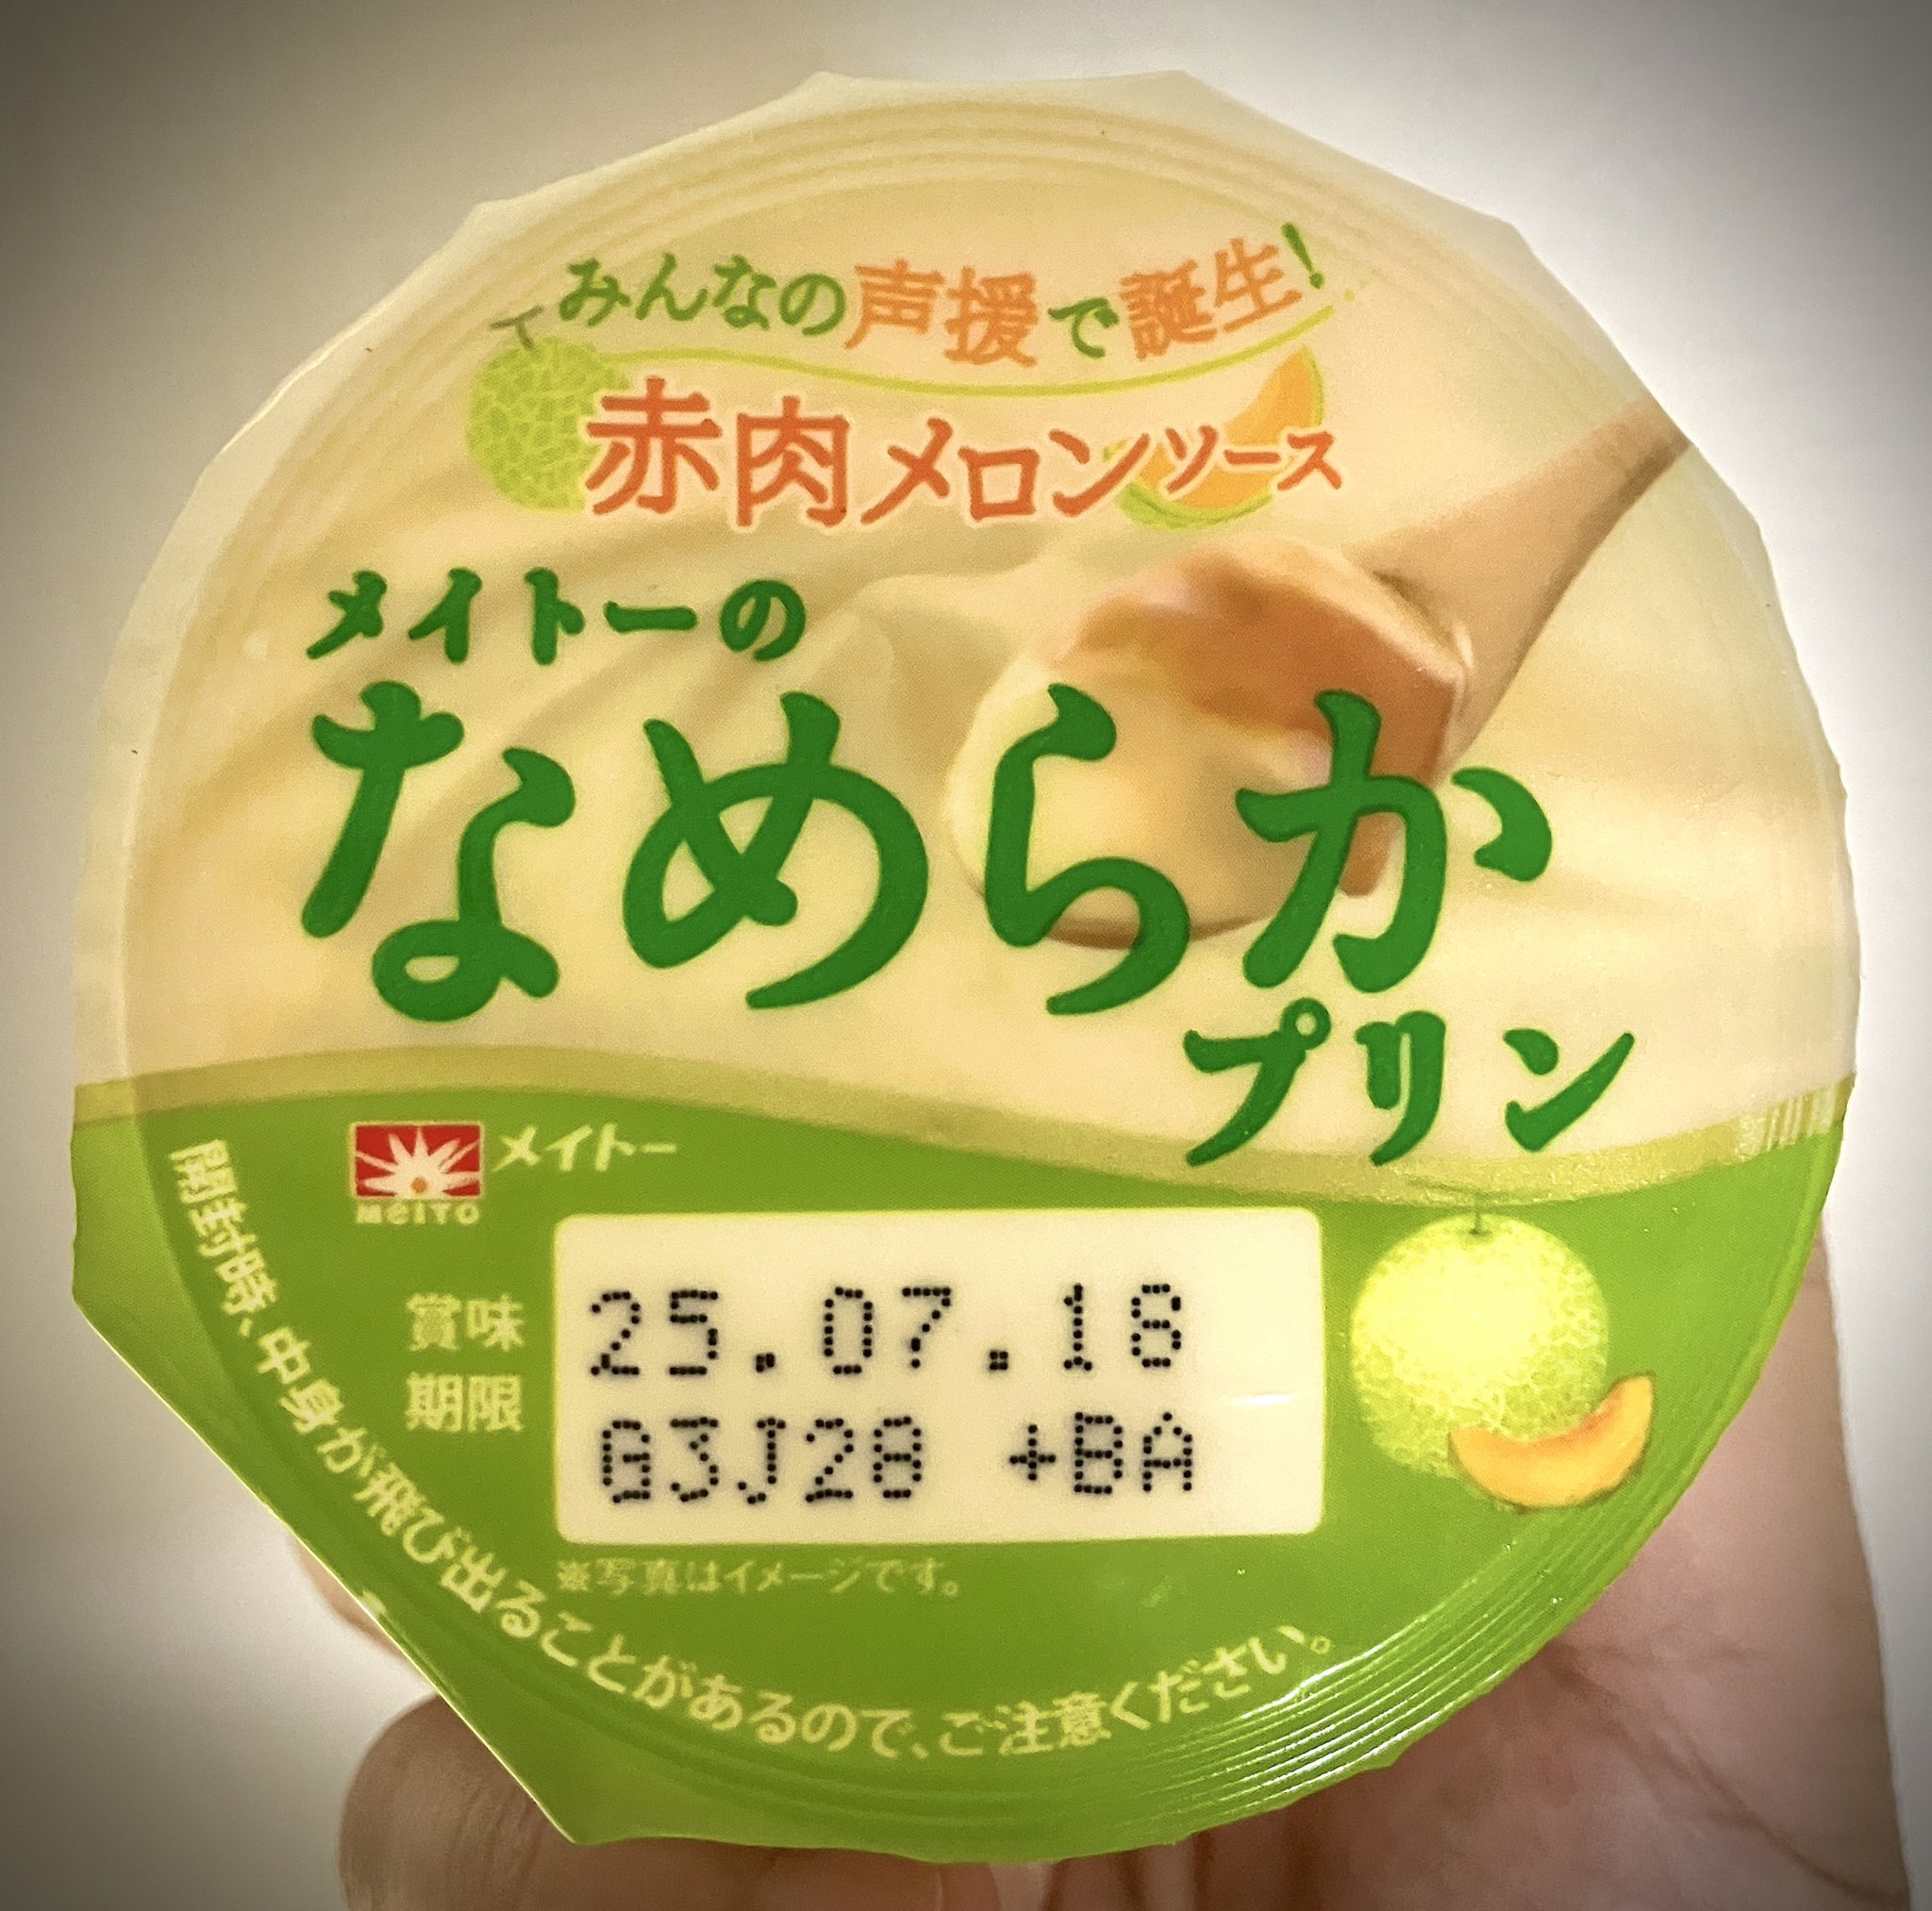 みんなの声援で誕生!
赤肉メロンソース
メイトーの
なめらか
プリン
メイトー
MeiTO
賞味
期限
25.07.16
G3J28 +BA
※写真はイメージです。
開封時、中身が飛び出ることがあるので、ご注意ください。